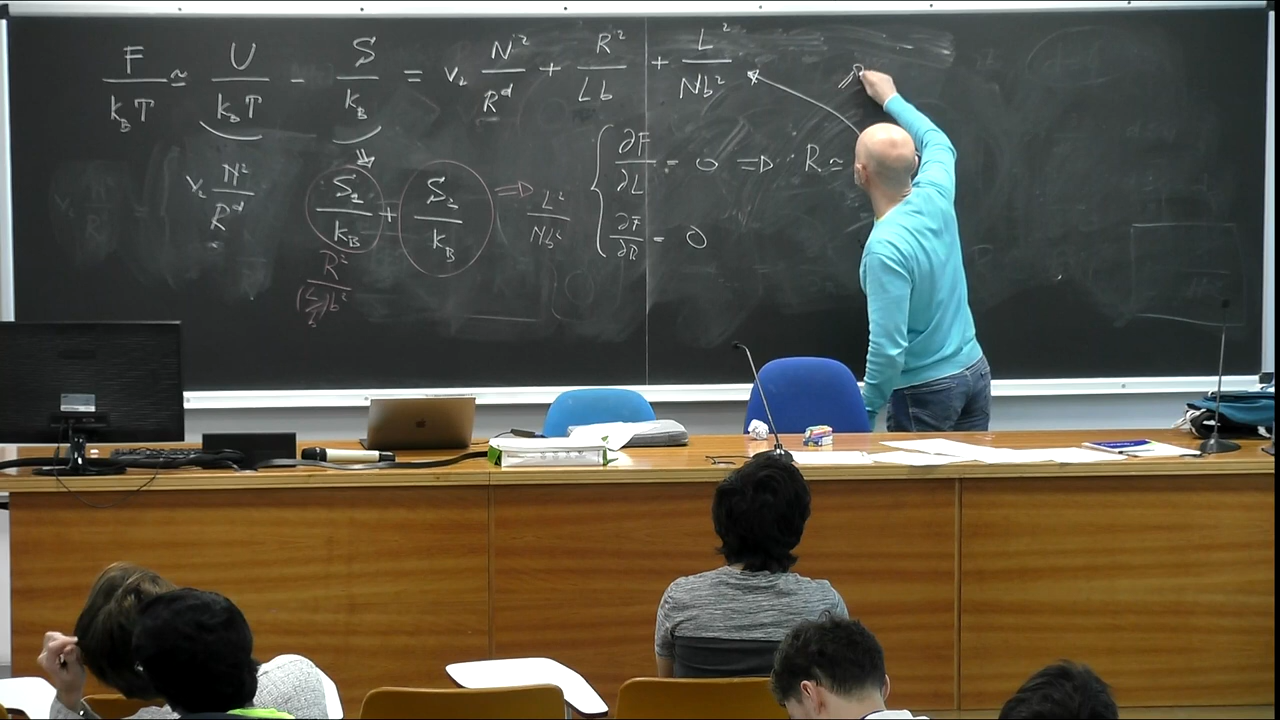 F/k_BT ≃ U/k_BT - S/k_B = v₂ N²/R^d + R²/Lb + L²/Nb²
v₂ N²/R^d
S₂/k_B + S₂/k_B ⇒ L²/Nb²
R²/(L/b)b²
{ ∂F/∂L = 0 ⇒ R ≃
∂F/∂R = 0